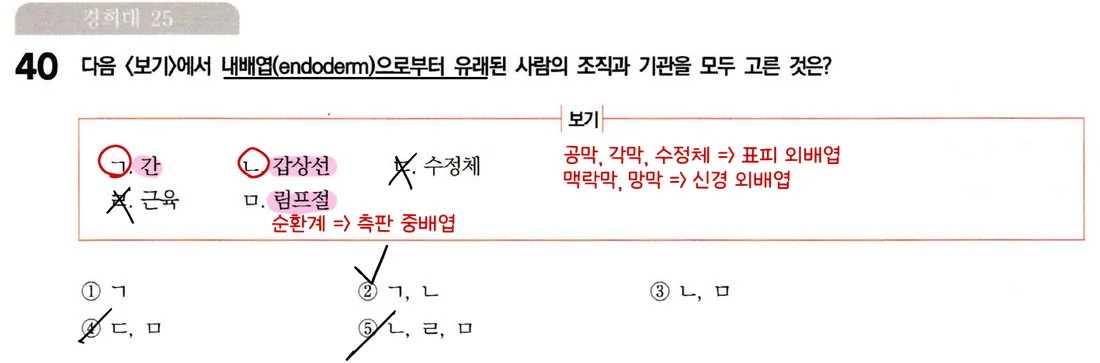 경희대 25
40 다음 <보기>에서 내배엽(endoderm)으로부터 유래된 사람의 조직과 기관을 모두 고른 것은?
보기
ㄱ. 간 ㄴ. 갑상선 ㄷ. 수정체
ㄹ. 근육 ㅁ. 림프절
순환계 => 측판 중배엽
공막, 각막, 수정체 => 표피 외배엽
맥락막, 망막 => 신경 외배엽
① ㄱ ② ㄱ, ㄴ ③ ㄴ, ㅁ
④ ㄷ, ㅁ ⑤ ㄴ, ㄹ, ㅁ